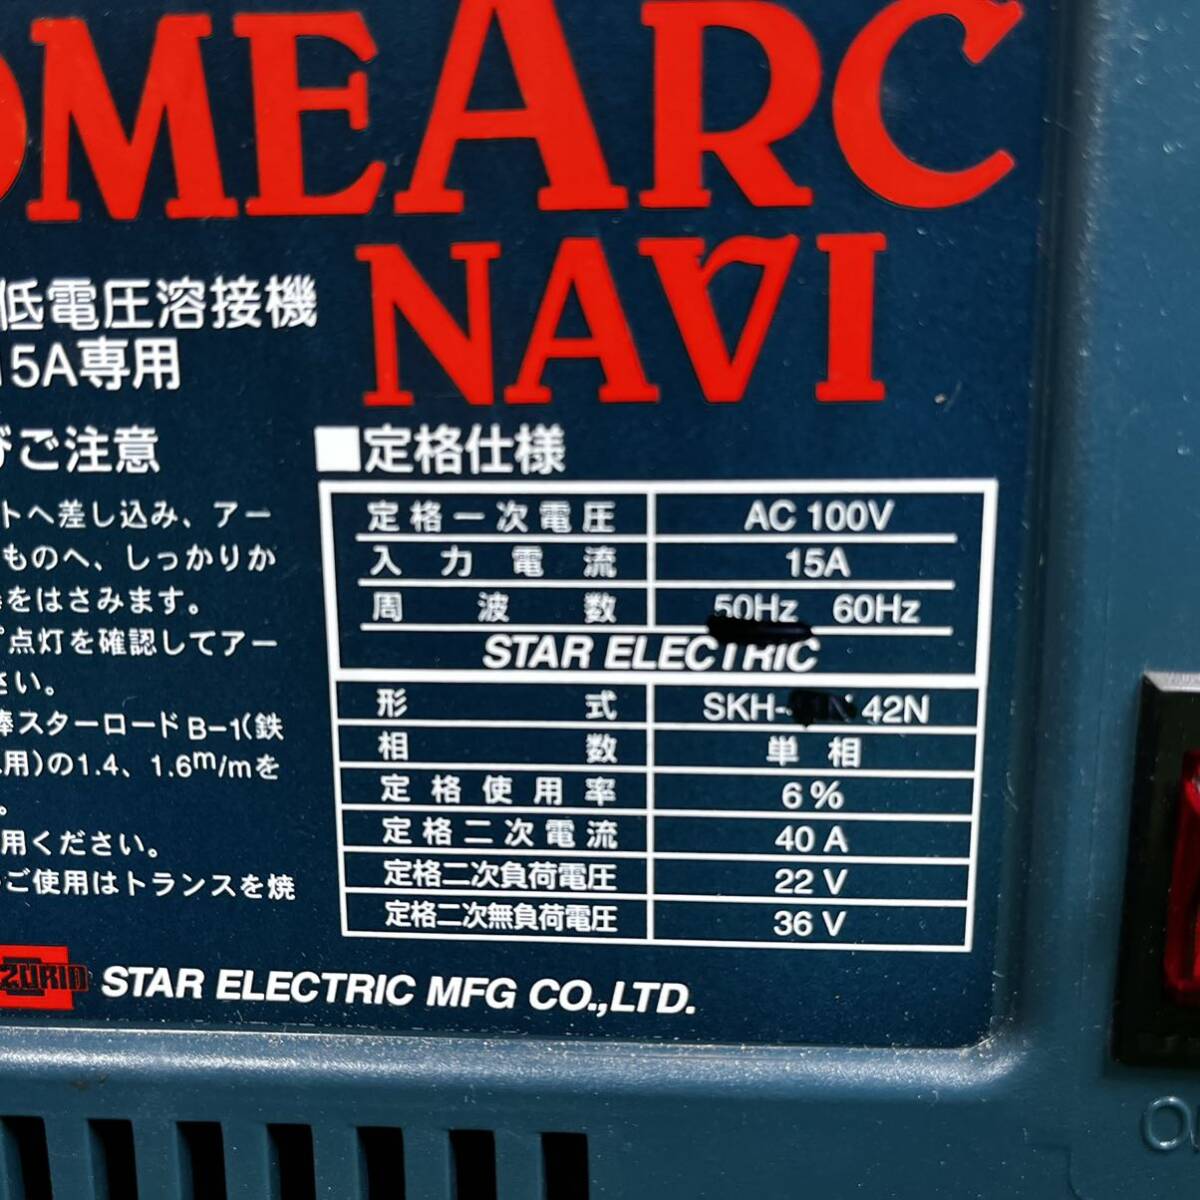 OMEARC
NAVI
低電圧溶接機
15A専用
びご注意
トへ差し込み、アー
ものへ、しっかりか
をはさみます。
点灯を確認してアー
さい。
棒スターロードB-1(鉄
用)の1.4、1.6m/mを
。
用ください。
ご使用はトランスを焼
■定格仕様
定格一次電圧 AC 100V
入力電流 15A
周波数 50Hz 60Hz
STAR ELECTRIC
形式 SKH- 42N
相数 単相
定格使用率 6%
定格二次電流 40 A
定格二次負荷電圧 22 V
定格二次無負荷電圧 36 V
SUZUKID STAR ELECTRIC MFG CO.,LTD.